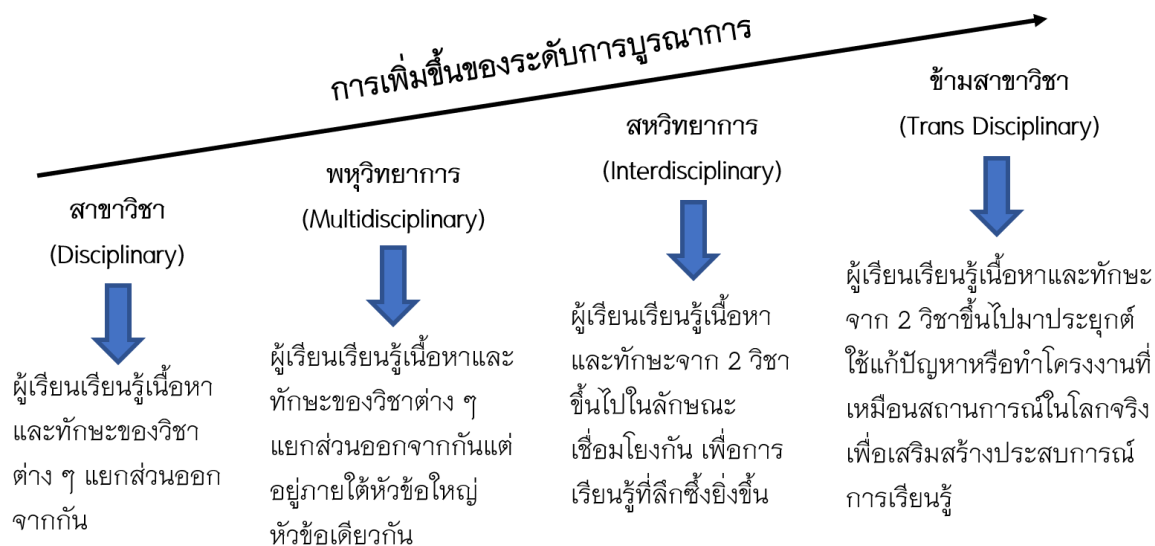 การเพิ่มขึ้นของระดับการบูรณาการ
สาขาวิชา
(Disciplinary)
ผู้เรียนเรียนรู้เนื้อหา
และทักษะของวิชา
ต่าง ๆ แยกส่วนออก
จากกัน
พหุวิทยาการ
(Multidisciplinary)
ผู้เรียนเรียนรู้เนื้อหาและ
ทักษะของวิชาต่าง ๆ
แยกส่วนออกจากกันแต่
อยู่ภายใต้หัวข้อใหญ่
หัวข้อเดียวกัน
สหวิทยาการ
(Interdisciplinary)
ผู้เรียนเรียนรู้เนื้อหา
และทักษะจาก 2 วิชา
ขึ้นไปในลักษณะ
เชื่อมโยงกัน เพื่อการ
เรียนรู้ที่ลึกซึ้งยิ่งขึ้น
ข้ามสาขาวิชา
(Trans Disciplinary)
ผู้เรียนเรียนรู้เนื้อหาและทักษะ
จาก 2 วิชาขึ้นไปมาประยุกต์
ใช้แก้ปัญหาหรือทำโครงงานที่
เหมือนสถานการณ์ในโลกจริง
เพื่อเสริมสร้างประสบการณ์
การเรียนรู้